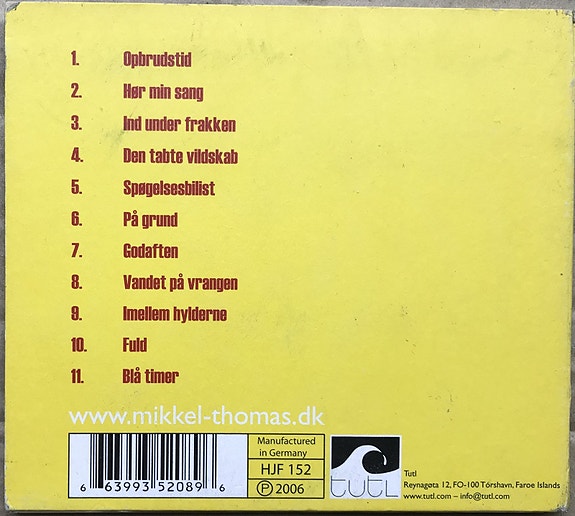 1. Opbrudstid
2. Hør min sang
3. Ind under frakken
4. Den tabte vildskab
5. Spøgelsesbilist
6. På grund
7. Godaften
8. Vandet på vrangen
9. Imellem hylderne
10. Fuld
11. Blå timer
www.mikkel-thomas.dk
6 63993 52089 6
Manufactured
in Germany
HJF 152
℗ 2006
tutl
Tutl
Reynagøta 12, FO-100 Tórshavn, Faroe Islands
www.tutl.com – info@tutl.com